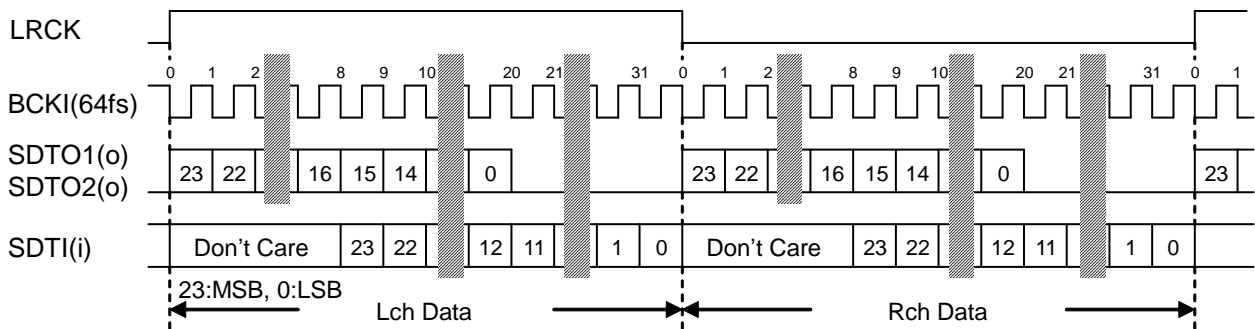 LRCK
0 1 2 8 9 10 20 21 31 0 1 2 8 9 10 20 21 31 0 1
BCKI(64fs)
SDTO1(o)
SDTO2(o)
23 22 16 15 14 0 23 22 16 15 14 0 23
SDTI(i)
Don't Care 23 22 12 11 1 0 Don't Care 23 22 12 11 1 0
23:MSB, 0:LSB
Lch Data Rch Data